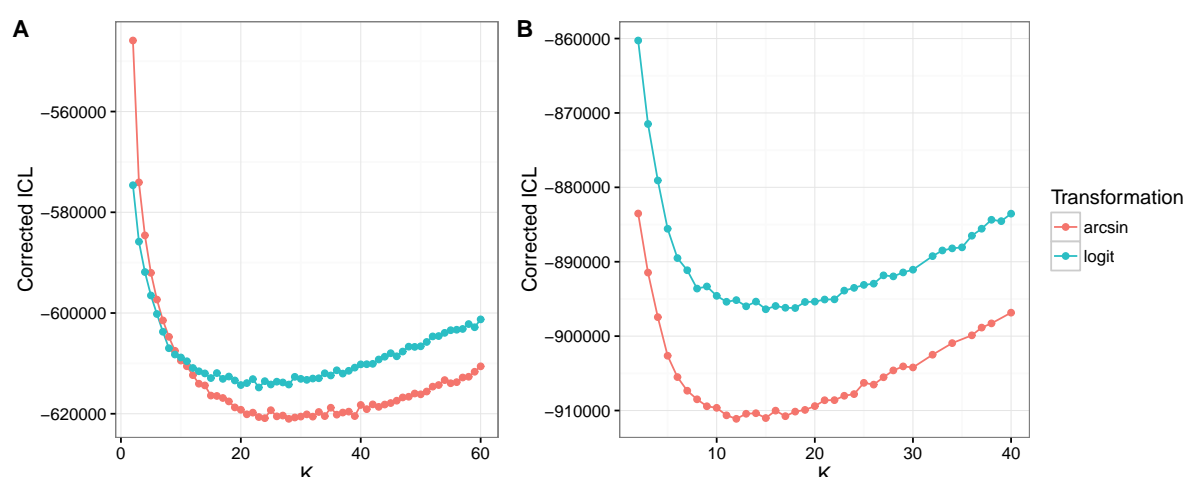 A
Corrected ICL
−560000
−580000
−600000
−620000
0 20 40 60
K
B
Corrected ICL
−860000
−870000
−880000
−890000
−900000
−910000
10 20 30 40
K
Transformation
arcsin
logit